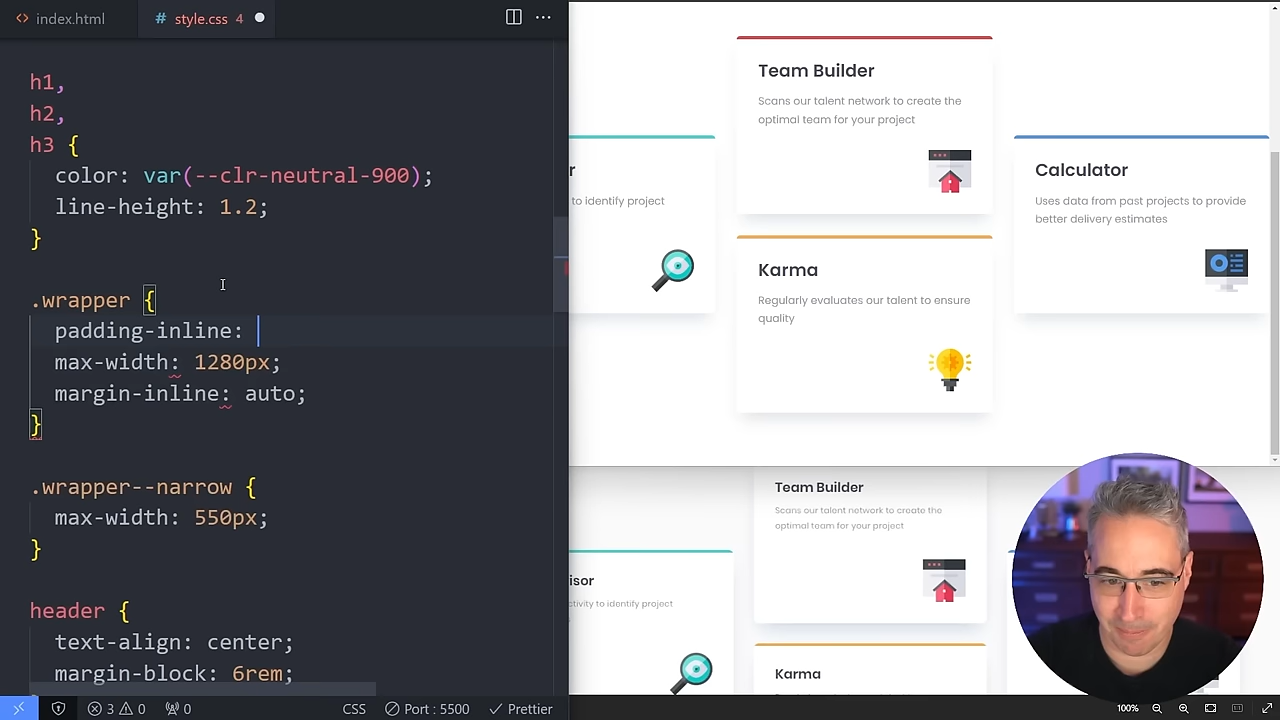 index.html
style.css 4
h1,
h2,
h3 {
color: var(--clr-neutral-900);
line-height: 1.2;
}
.wrapper {
padding-inline:
max-width: 1280px;
margin-inline: auto;
}
.wrapper--narrow {
max-width: 550px;
}
header {
text-align: center;
margin-block: 6rem;
3 0 0
CSS
Port : 5500
Prettier
Team Builder
Scans our talent network to create the
optimal team for your project
r
to identify project
Calculator
Uses data from past projects to provide
better delivery estimates
Karma
Regularly evaluates our talent to ensure
quality
Team Builder
Scans our talent network to create the
optimal team for your project
isor
ctivity to identify project
Karma
100%